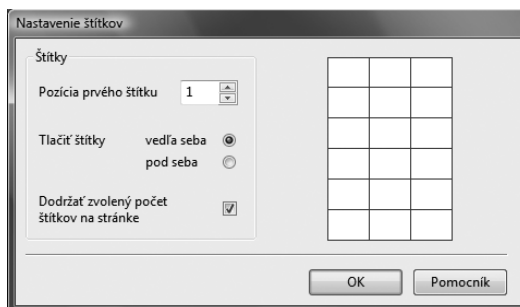 Nastavenie štítkov
Štítky
Pozícia prvého štítku 1
Tlačiť štítky vedľa seba
pod seba
Dodržať zvolený počet
štítkov na stránke
OK Pomocník